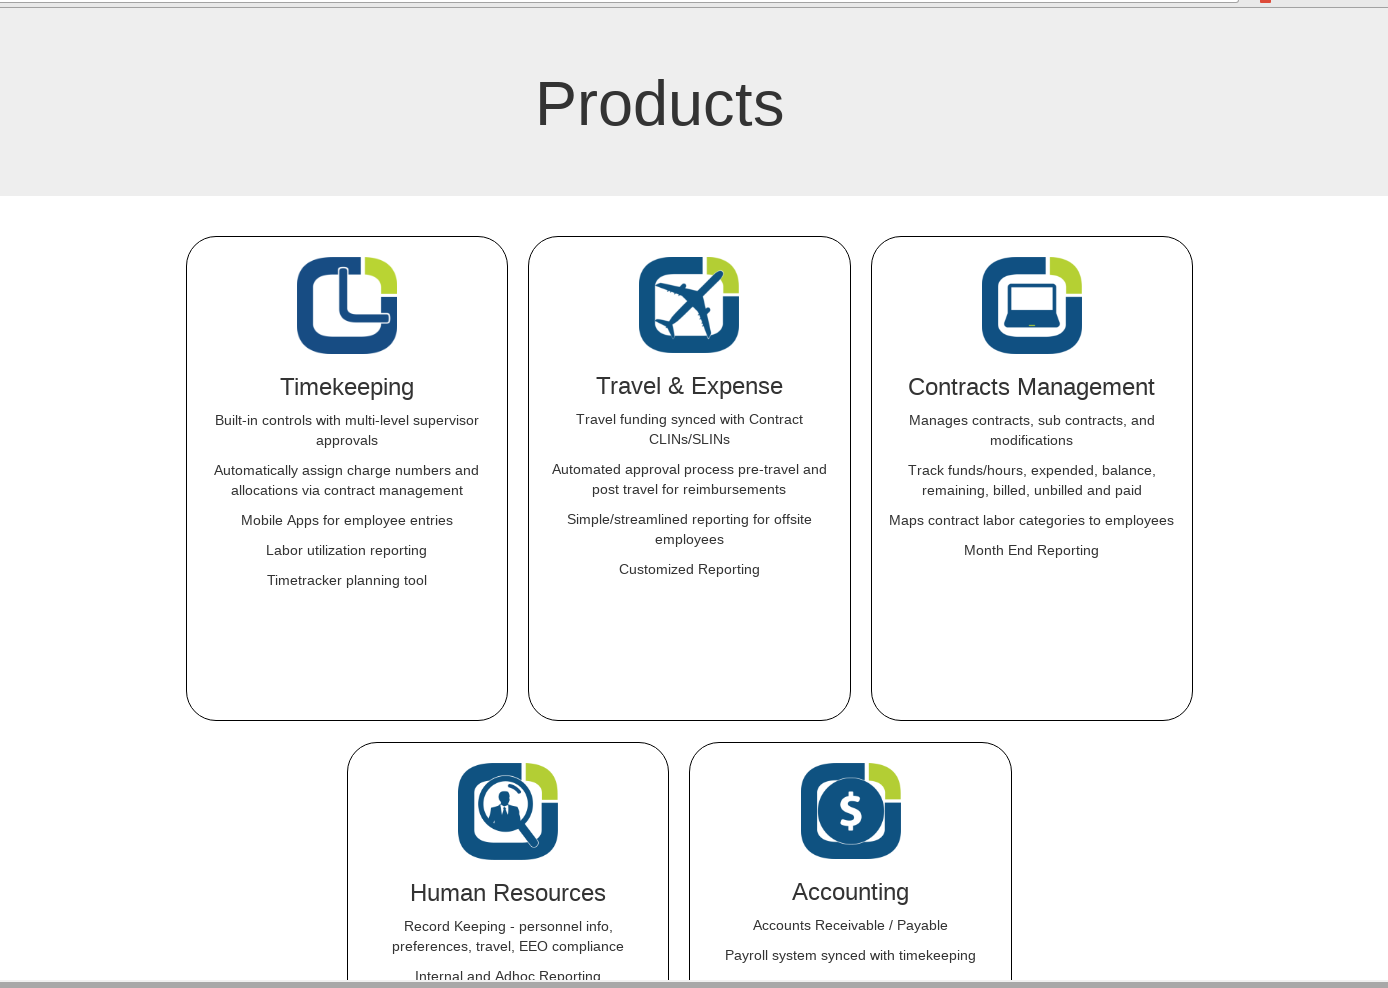 Products
Timekeeping
Built-in controls with multi-level supervisor
approvals
Automatically assign charge numbers and
allocations via contract management
Mobile Apps for employee entries
Labor utilization reporting
Timetracker planning tool
Travel & Expense
Travel funding synced with Contract
CLINs/SLINs
Automated approval process pre-travel and
post travel for reimbursements
Simple/streamlined reporting for offsite
employees
Customized Reporting
Contracts Management
Manages contracts, sub contracts, and
modifications
Track funds/hours, expended, balance,
remaining, billed, unbilled and paid
Maps contract labor categories to employees
Month End Reporting
Human Resources
Record Keeping - personnel info,
preferences, travel, EEO compliance
Internal and Adhoc Reporting
$
Accounting
Accounts Receivable / Payable
Payroll system synced with timekeeping